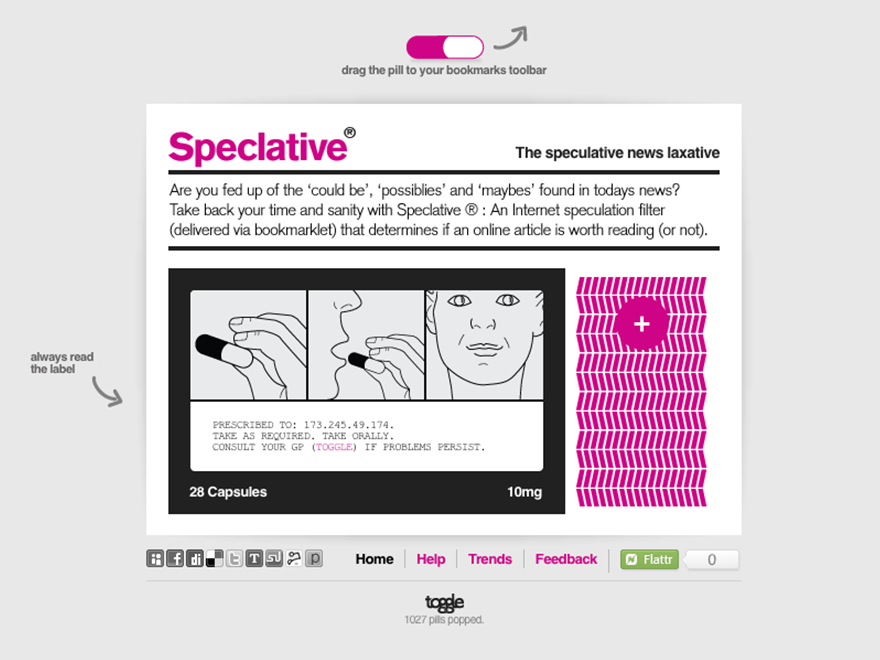 drag the pill to your bookmarks toolbar
Speclative®
The speculative news laxative
Are you fed up of the ‘could be’, ‘possiblies’ and ‘maybes’ found in todays news?
Take back your time and sanity with Speclative ® : An Internet speculation filter
(delivered via bookmarklet) that determines if an online article is worth reading (or not).
always read
the label
+
PRESCRIBED TO: 173.245.49.174.
TAKE AS REQUIRED. TAKE ORALLY.
CONSULT YOUR GP (TOGGLE) IF PROBLEMS PERSIST.
28 Capsules
10mg
Home
Help
Trends
Feedback
Flattr
0
toggle
1027 pills popped.